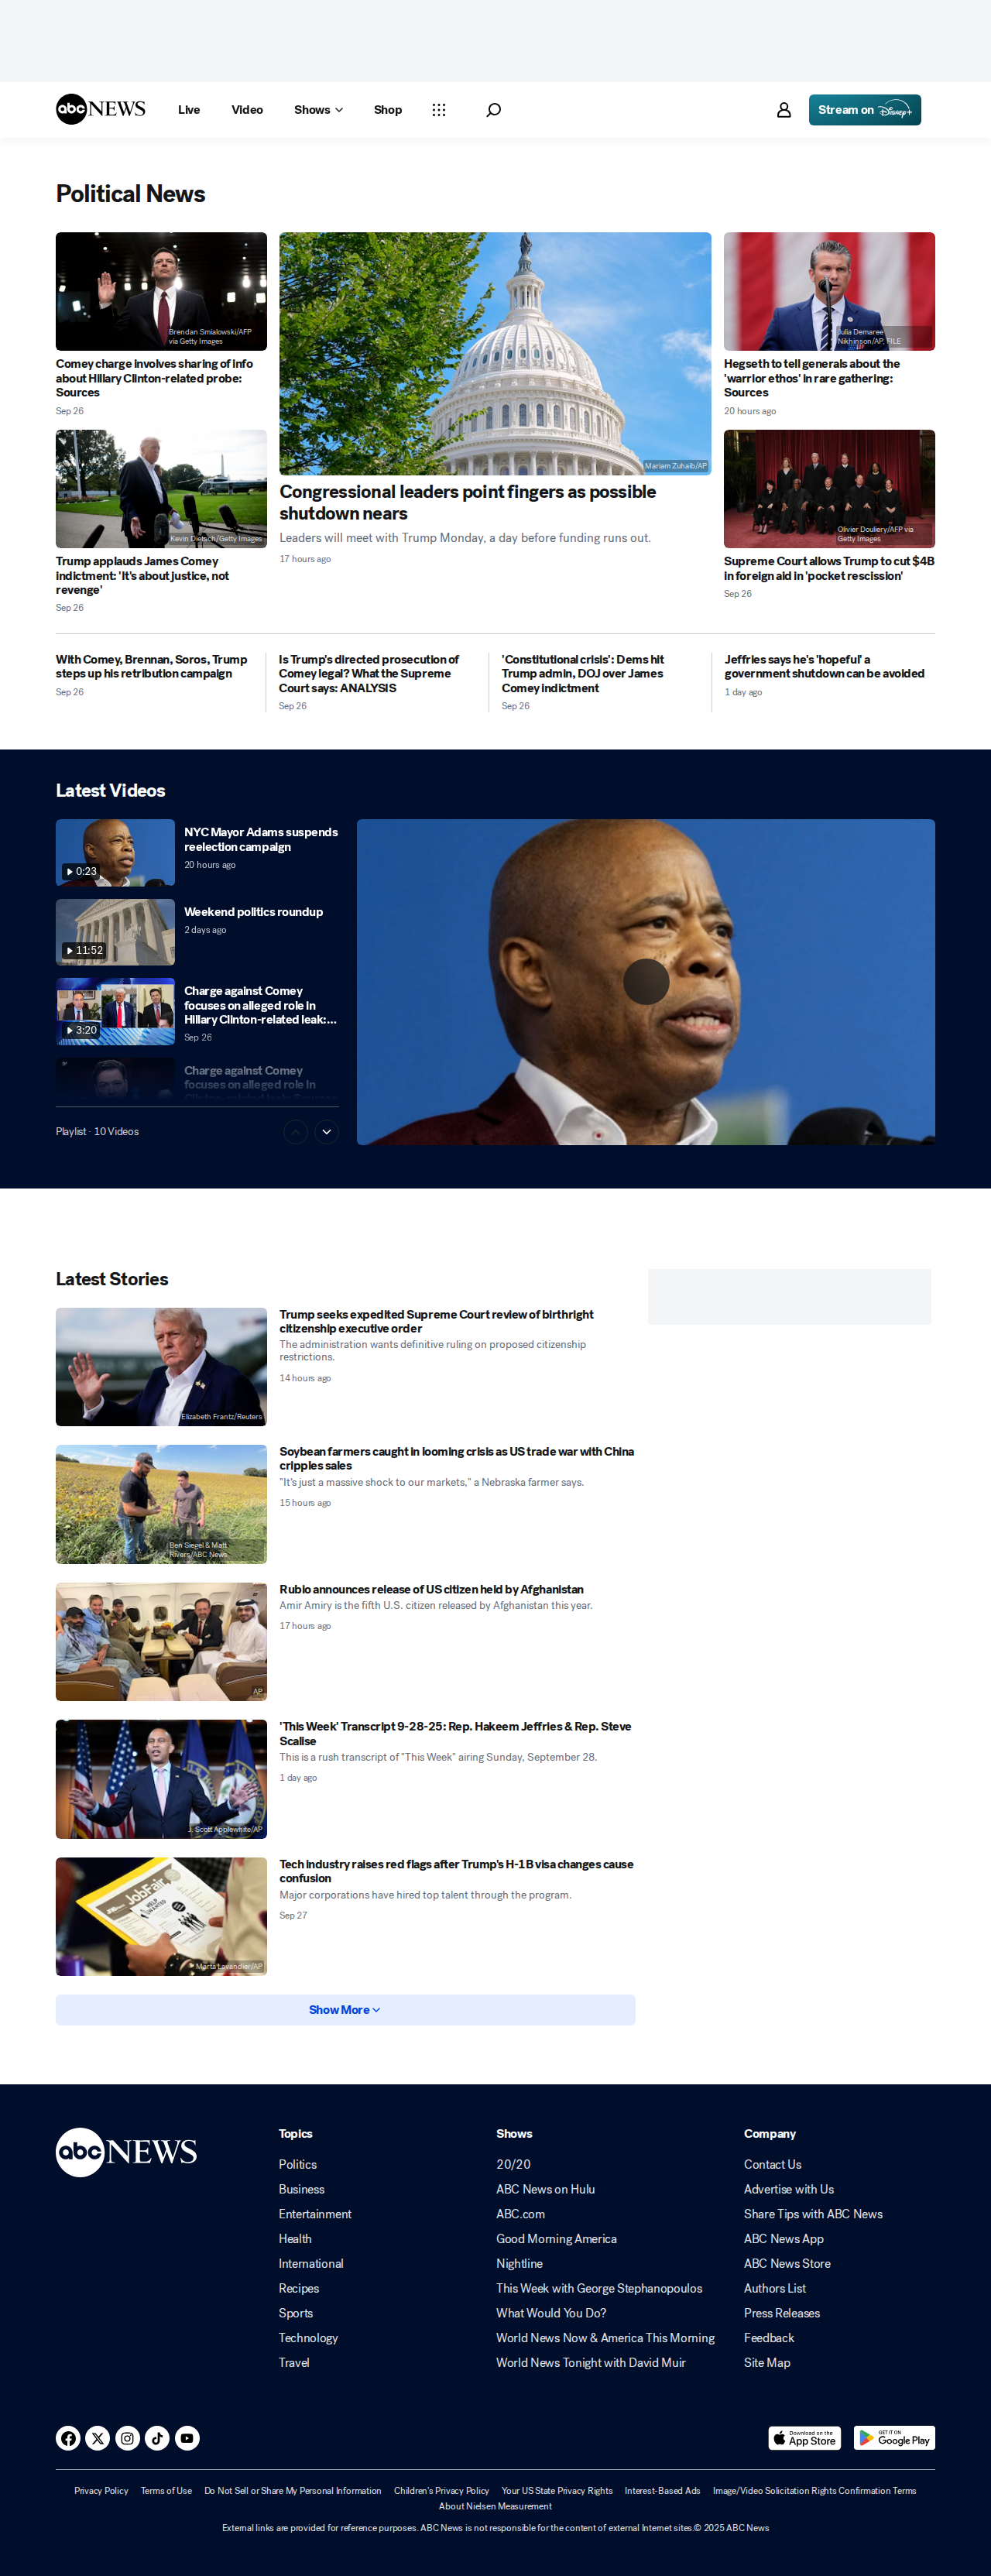 abc NEWS
Live
Video
Shows
Shop
Stream on Disney+
Political News
Brendan Smialowski/AFP
via Getty Images
Comey charge involves sharing of info
about Hillary Clinton-related probe:
Sources
Sep 26
Kevin Dietsch/Getty Images
Trump applauds James Comey
indictment: 'It's about justice, not
revenge'
Sep 26
Mariam Zuhaib/AP
Congressional leaders point fingers as possible
shutdown nears
Leaders will meet with Trump Monday, a day before funding runs out.
17 hours ago
Julia Demaree
Nikhinson/AP, FILE
Hegseth to tell generals about the
'warrior ethos' in rare gathering:
Sources
20 hours ago
Olivier Douliery/AFP via
Getty Images
Supreme Court allows Trump to cut $4B
in foreign aid in 'pocket rescission'
Sep 26
With Comey, Brennan, Soros, Trump
steps up his retribution campaign
Sep 26
Is Trump's directed prosecution of
Comey legal? What the Supreme
Court says: ANALYSIS
Sep 26
'Constitutional crisis': Dems hit
Trump admin, DOJ over James
Comey indictment
Sep 26
Jeffries says he's 'hopeful' a
government shutdown can be avoided
1 day ago
Latest Videos
0:23
NYC Mayor Adams suspends
reelection campaign
20 hours ago
11:52
Weekend politics roundup
2 days ago
3:20
Charge against Comey
focuses on alleged role in
Hillary Clinton-related leak:...
Sep 26
Charge against Comey
focuses on alleged role in
Playlist · 10 Videos
Latest Stories
Elizabeth Frantz/Reuters
Trump seeks expedited Supreme Court review of birthright
citizenship executive order
The administration wants definitive ruling on proposed citizenship
restrictions.
14 hours ago
Ben Siegel & Matt
Rivers/ABC News
Soybean farmers caught in looming crisis as US trade war with China
cripples sales
"It's just a massive shock to our markets," a Nebraska farmer says.
15 hours ago
AP
Rubio announces release of US citizen held by Afghanistan
Amir Amiry is the fifth U.S. citizen released by Afghanistan this year.
17 hours ago
J. Scott Applewhite/AP
'This Week' Transcript 9-28-25: Rep. Hakeem Jeffries & Rep. Steve
Scalise
This is a rush transcript of "This Week" airing Sunday, September 28.
1 day ago
JobFair
HELP
WANTED
Marta Lavandier/AP
Tech industry raises red flags after Trump's H-1B visa changes cause
confusion
Major corporations have hired top talent through the program.
Sep 27
Show More
abc NEWS
Topics
Politics
Business
Entertainment
Health
International
Recipes
Sports
Technology
Travel
Shows
20/20
ABC News on Hulu
ABC.com
Good Morning America
Nightline
This Week with George Stephanopoulos
What Would You Do?
World News Now & America This Morning
World News Tonight with David Muir
Company
Contact Us
Advertise with Us
Share Tips with ABC News
ABC News App
ABC News Store
Authors List
Press Releases
Feedback
Site Map
Download on the
App Store
GET IT ON
Google Play
Privacy Policy Terms of Use Do Not Sell or Share My Personal Information Children's Privacy Policy Your US State Privacy Rights Interest-Based Ads Image/Video Solicitation Rights Confirmation Terms
About Nielsen Measurement
External links are provided for reference purposes. ABC News is not responsible for the content of external Internet sites.© 2025 ABC News